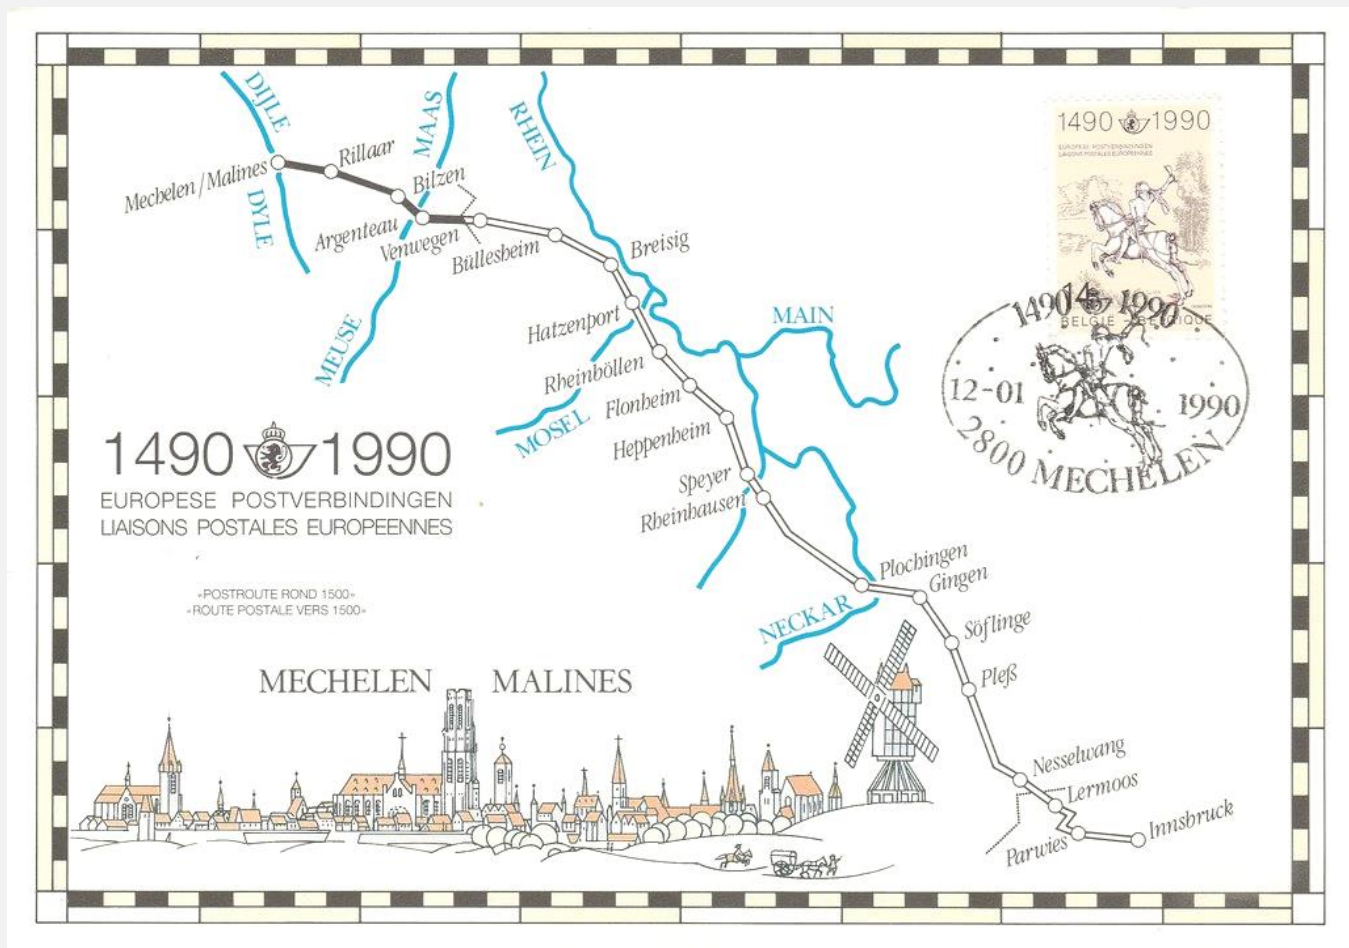 DIJLE
DYLE
MAAS
MEUSE
RHEIN
MAIN
MOSEL
NECKAR
Mechelen/Malines
Rillaar
Bilzen
Argenteau
Venwegen
Büllesheim
Breisig
Hatzenport
Rheinböllen
Flonheim
Heppenheim
Speyer
Rheinhausen
Plochingen
Gingen
Söflinge
Pleß
Nesselwang
Lermoos
Parwies
Innsbruck
1490 1990
EUROPESE POSTVERBINDINGEN
LIAISONS POSTALES EUROPEENNES
«POSTROUTE ROND 1500»
«ROUTE POSTALE VERS 1500»
MECHELEN MALINES
1490 1990
EUROPESE POSTVERBINDINGEN
LIAISONS POSTALES EUROPEENNES
BELGIË - BELGIQUE
1490 1990
12-01 1990
2800 MECHELEN